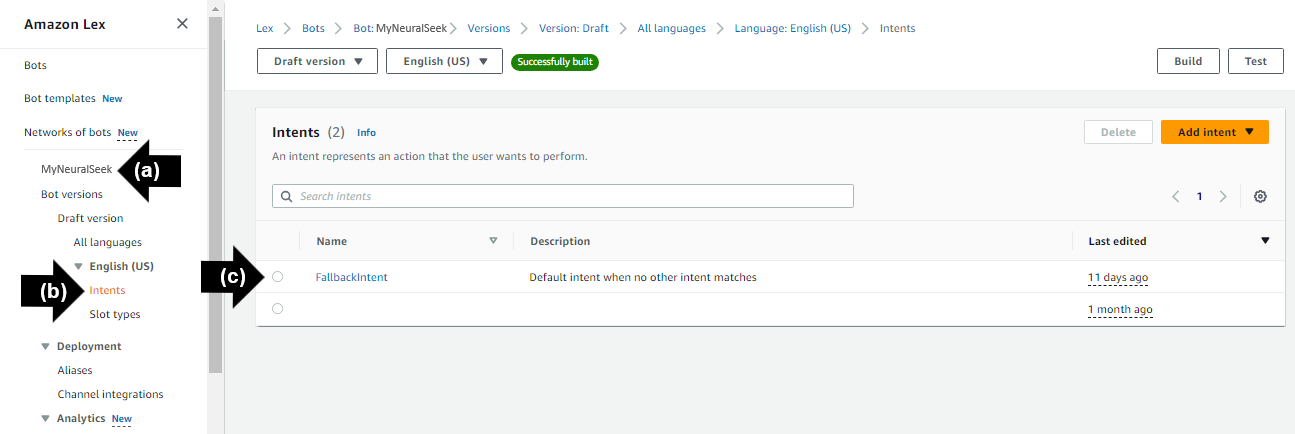 Amazon Lex
Bots
Bot templates New
Networks of bots New
MyNeuralSeek (a)
Bot versions
Draft version
All languages
English (US)
(b) Intents
Slot types
Deployment
Aliases
Channel integrations
Analytics New
Lex Bots Bot: MyNeuralSeek Versions Version: Draft All languages Language: English (US) Intents
Draft version English (US) Successfully built Build Test
Intents (2) Info Delete Add intent
An intent represents an action that the user wants to perform.
Search intents 1
Name Description Last edited
(c) FallbackIntent Default intent when no other intent matches 11 days ago
1 month ago